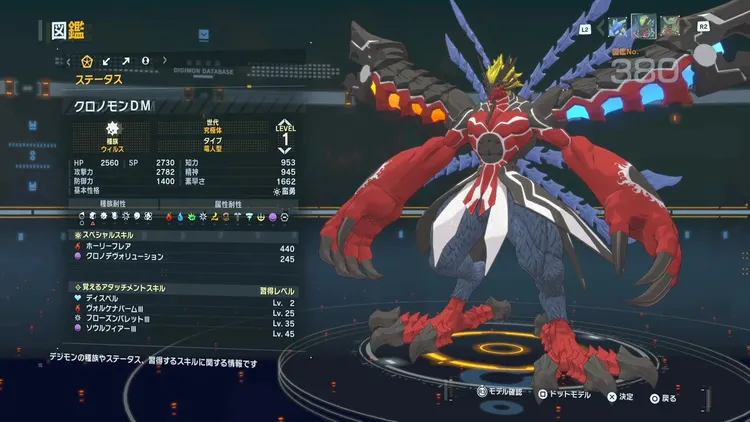 図鑑
L2
R2
図鑑No.
380
ステータス
DIGIMON DATABASE
クロノモンDM
種族
ウィルス
世代
究極体
タイプ
竜人型
LEVEL
1
HP 2560 SP 2730 知力 953
攻撃力 2782 精神 945
防御力 1400 素早さ 1662
基本性格 蛮勇
種族耐性 属性耐性
スペシャルスキル
ホーリーフレア 440
クロノデヴォリューション 245
覚えるアタッチメントスキル 習得レベル
ディスペル Lv. 2
ヴォルケナパームⅢ Lv. 25
フローズンバレットⅢ Lv. 35
ソウルフィアーⅢ Lv. 45
デジモンの種族やステータス、習得するスキルに関する情報です
R3 モデル確認 ドットモデル 決定 戻る